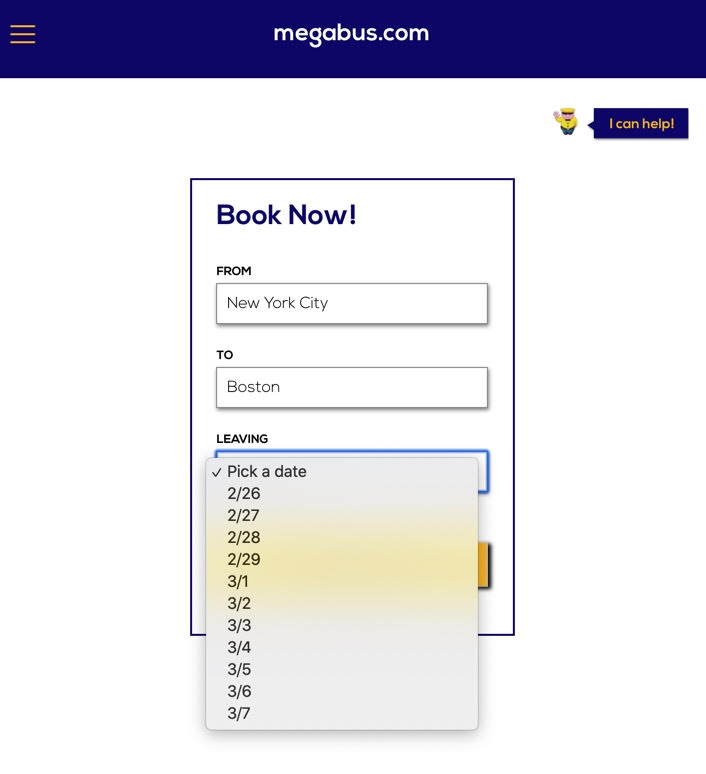 megabus.com
I can help!
Book Now!
FROM
New York City
TO
Boston
LEAVING
✓ Pick a date
2/26
2/27
2/28
2/29
3/1
3/2
3/3
3/4
3/5
3/6
3/7